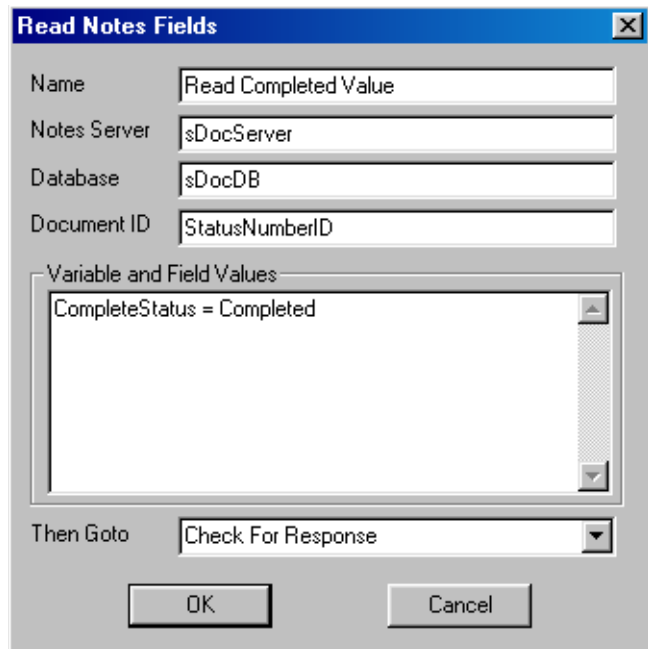 Read Notes Fields
Name Read Completed Value
Notes Server sDocServer
Database sDocDB
Document ID StatusNumberID
Variable and Field Values
CompleteStatus = Completed
Then Goto Check For Response
OK Cancel